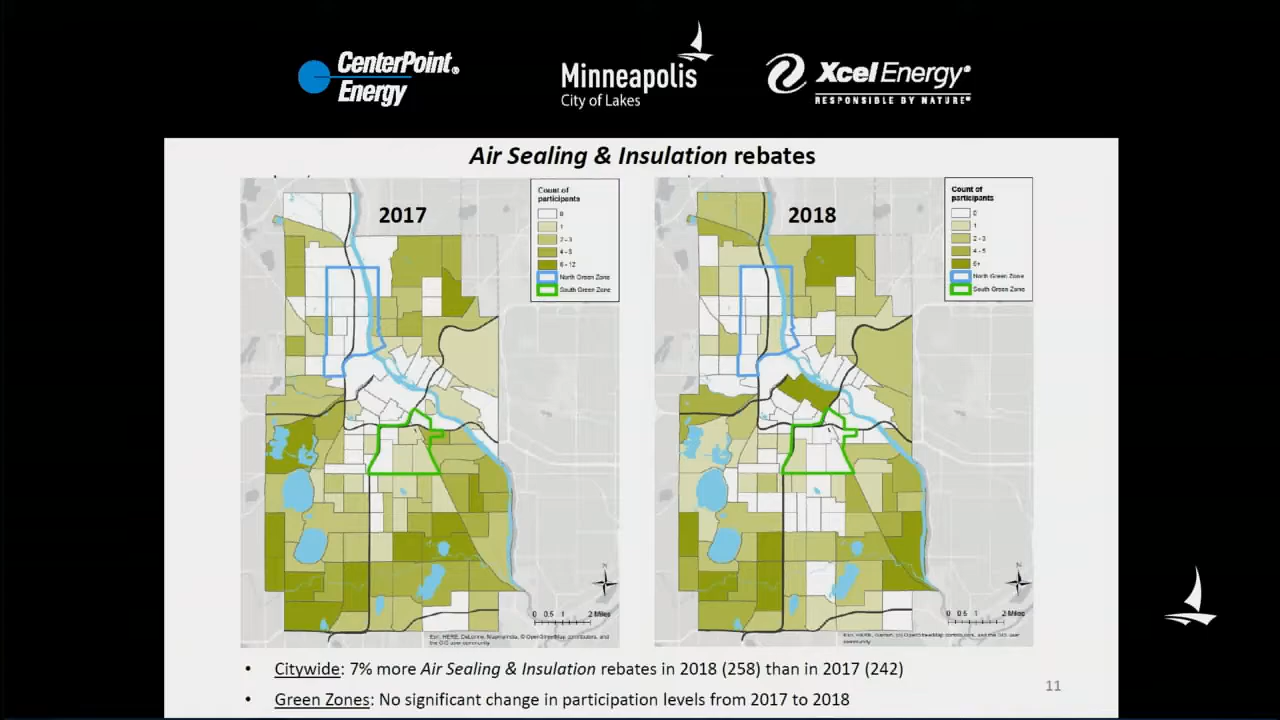 CenterPoint®
Energy
Minneapolis
City of Lakes
Xcel Energy®
RESPONSIBLE BY NATURE®
Air Sealing & Insulation rebates
2017
Count of
participants
0
1
2 - 3
4 - 5
6 - 12
North Green Zone
South Green Zone
N
0 0.5 1 2 Miles
2018
Count of
participants
0
1
2 - 3
4 - 5
6+
North Green Zone
South Green Zone
N
0 0.5 1 2 Miles
• Citywide: 7% more Air Sealing & Insulation rebates in 2018 (258) than in 2017 (242)
• Green Zones: No significant change in participation levels from 2017 to 2018
11